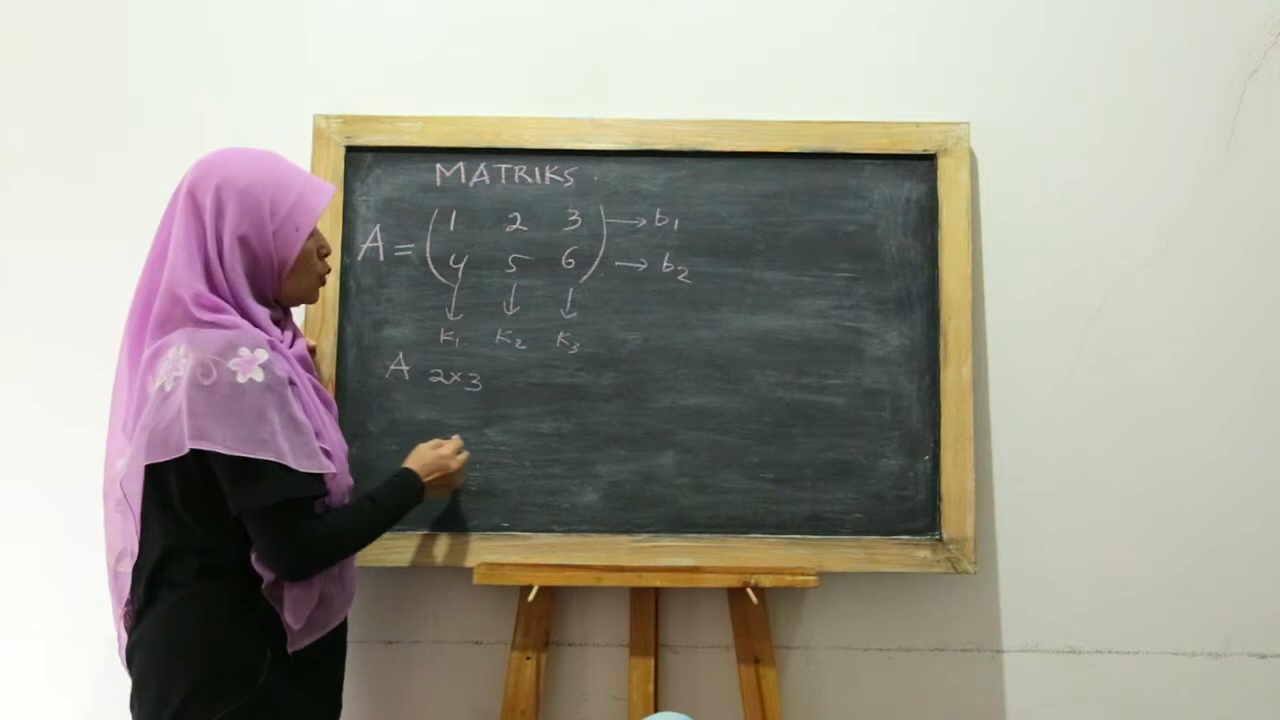 MATRIKS
A = ( 1 2 3 ) → b₁
( 4 5 6 ) → b₂
↓ ↓ ↓
K₁ K₂ K₃
A 2×3